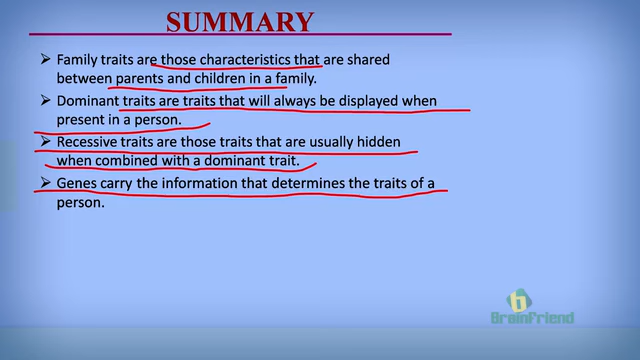 SUMMARY
➢ Family traits are those characteristics that are shared
between parents and children in a family.
➢ Dominant traits are traits that will always be displayed when
present in a person.
➢ Recessive traits are those traits that are usually hidden
when combined with a dominant trait.
➢ Genes carry the information that determines the traits of a
person.
b
BrainFriend